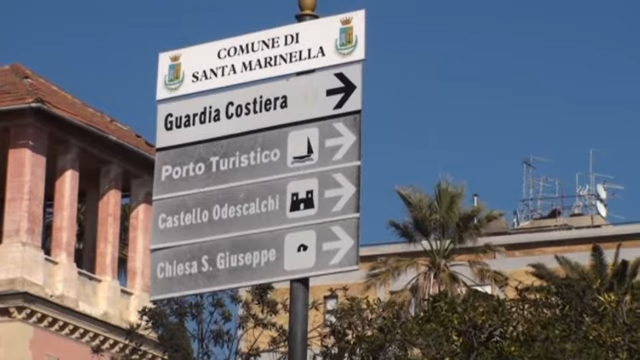 COMUNE DI
SANTA MARINELLA
Guardia Costiera
Porto Turistico
Castello Odescalchi
Chiesa S. Giuseppe